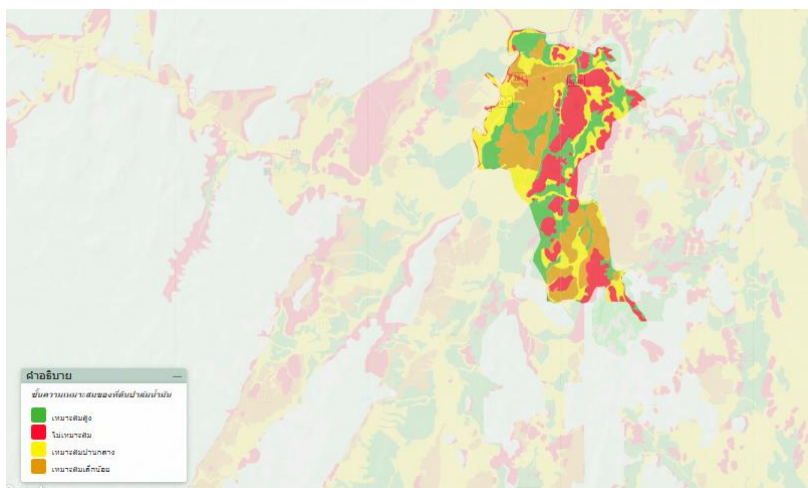 คำอธิบาย
ชั้นความเหมาะสมของที่ดินปาล์มน้ำมัน
เหมาะสมสูง
ไม่เหมาะสม
เหมาะสมปานกลาง
เหมาะสมเล็กน้อย